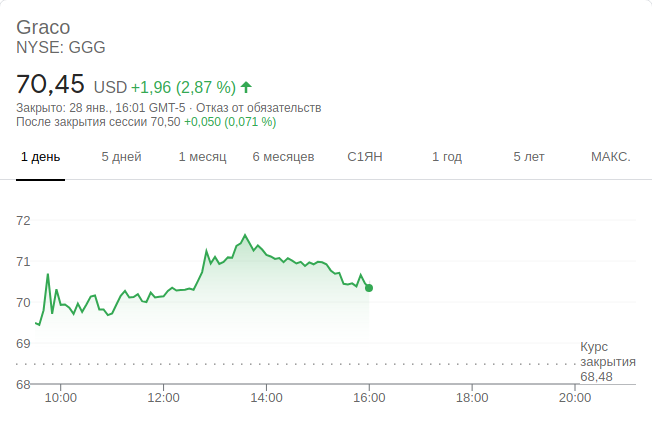 Graco
NYSE: GGG
70,45 USD +1,96 (2,87 %)
Закрыто: 28 янв., 16:01 GMT-5 · Отказ от обязательств
После закрытия сессии 70,50 +0,050 (0,071 %)
1 день 5 дней 1 месяц 6 месяцев С1ЯН 1 год 5 лет МАКС.
72
71
70
69
Курс
закрытия
68,48
68
10:00 12:00 14:00 16:00 18:00 20:00